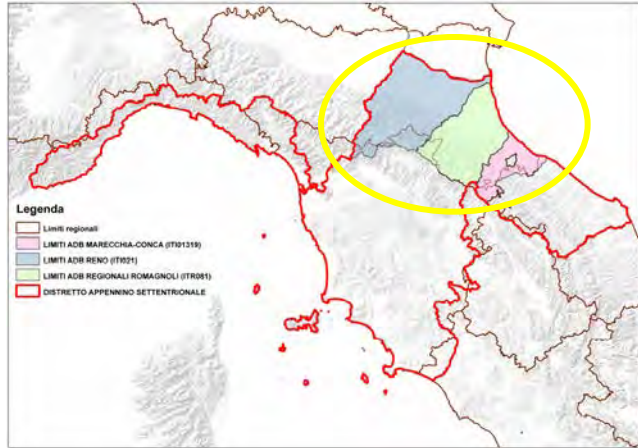 Legenda
Limiti regionali
LIMITI ADB MARECCHIA-CONCA (ITI01319)
LIMITI ADB RENO (ITI021)
LIMITI ADB REGIONALI ROMAGNOLI (ITR081)
DISTRETTO APPENNINO SETTENTRIONALE